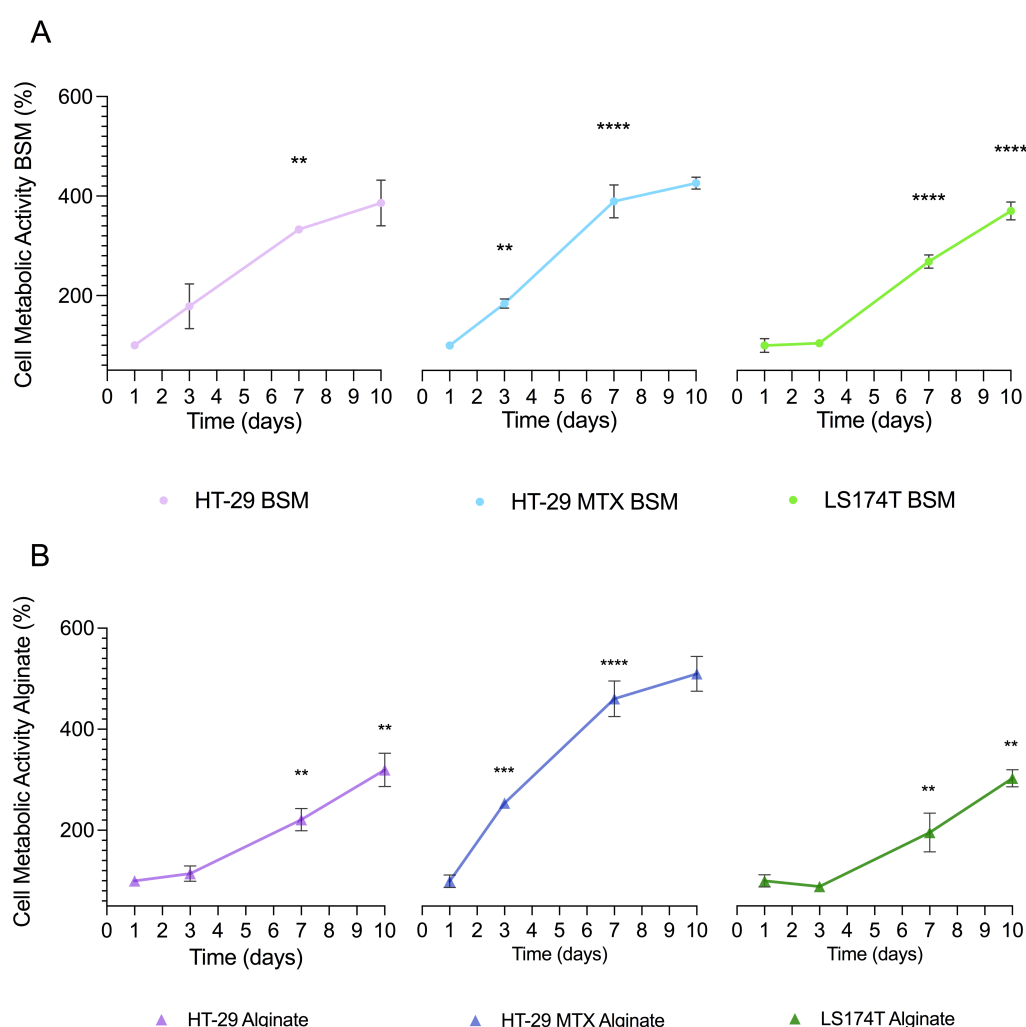 A
Cell Metabolic Activity BSM (%)
600
400
200
**
** ****
**** ****
0 1 2 3 4 5 6 7 8 9 10
0 1 2 3 4 5 6 7 8 9 10
0 1 2 3 4 5 6 7 8 9 10
Time (days)
Time (days)
Time (days)
HT-29 BSM
HT-29 MTX BSM
LS174T BSM
B
Cell Metabolic Activity Alginate (%)
600
400
200
** **
*** ****
** **
0 1 2 3 4 5 6 7 8 9 10
0 1 2 3 4 5 6 7 8 9 10
0 1 2 3 4 5 6 7 8 9 10
Time (days)
Time (days)
Time (days)
HT-29 Alginate
HT-29 MTX Alginate
LS174T Alginate